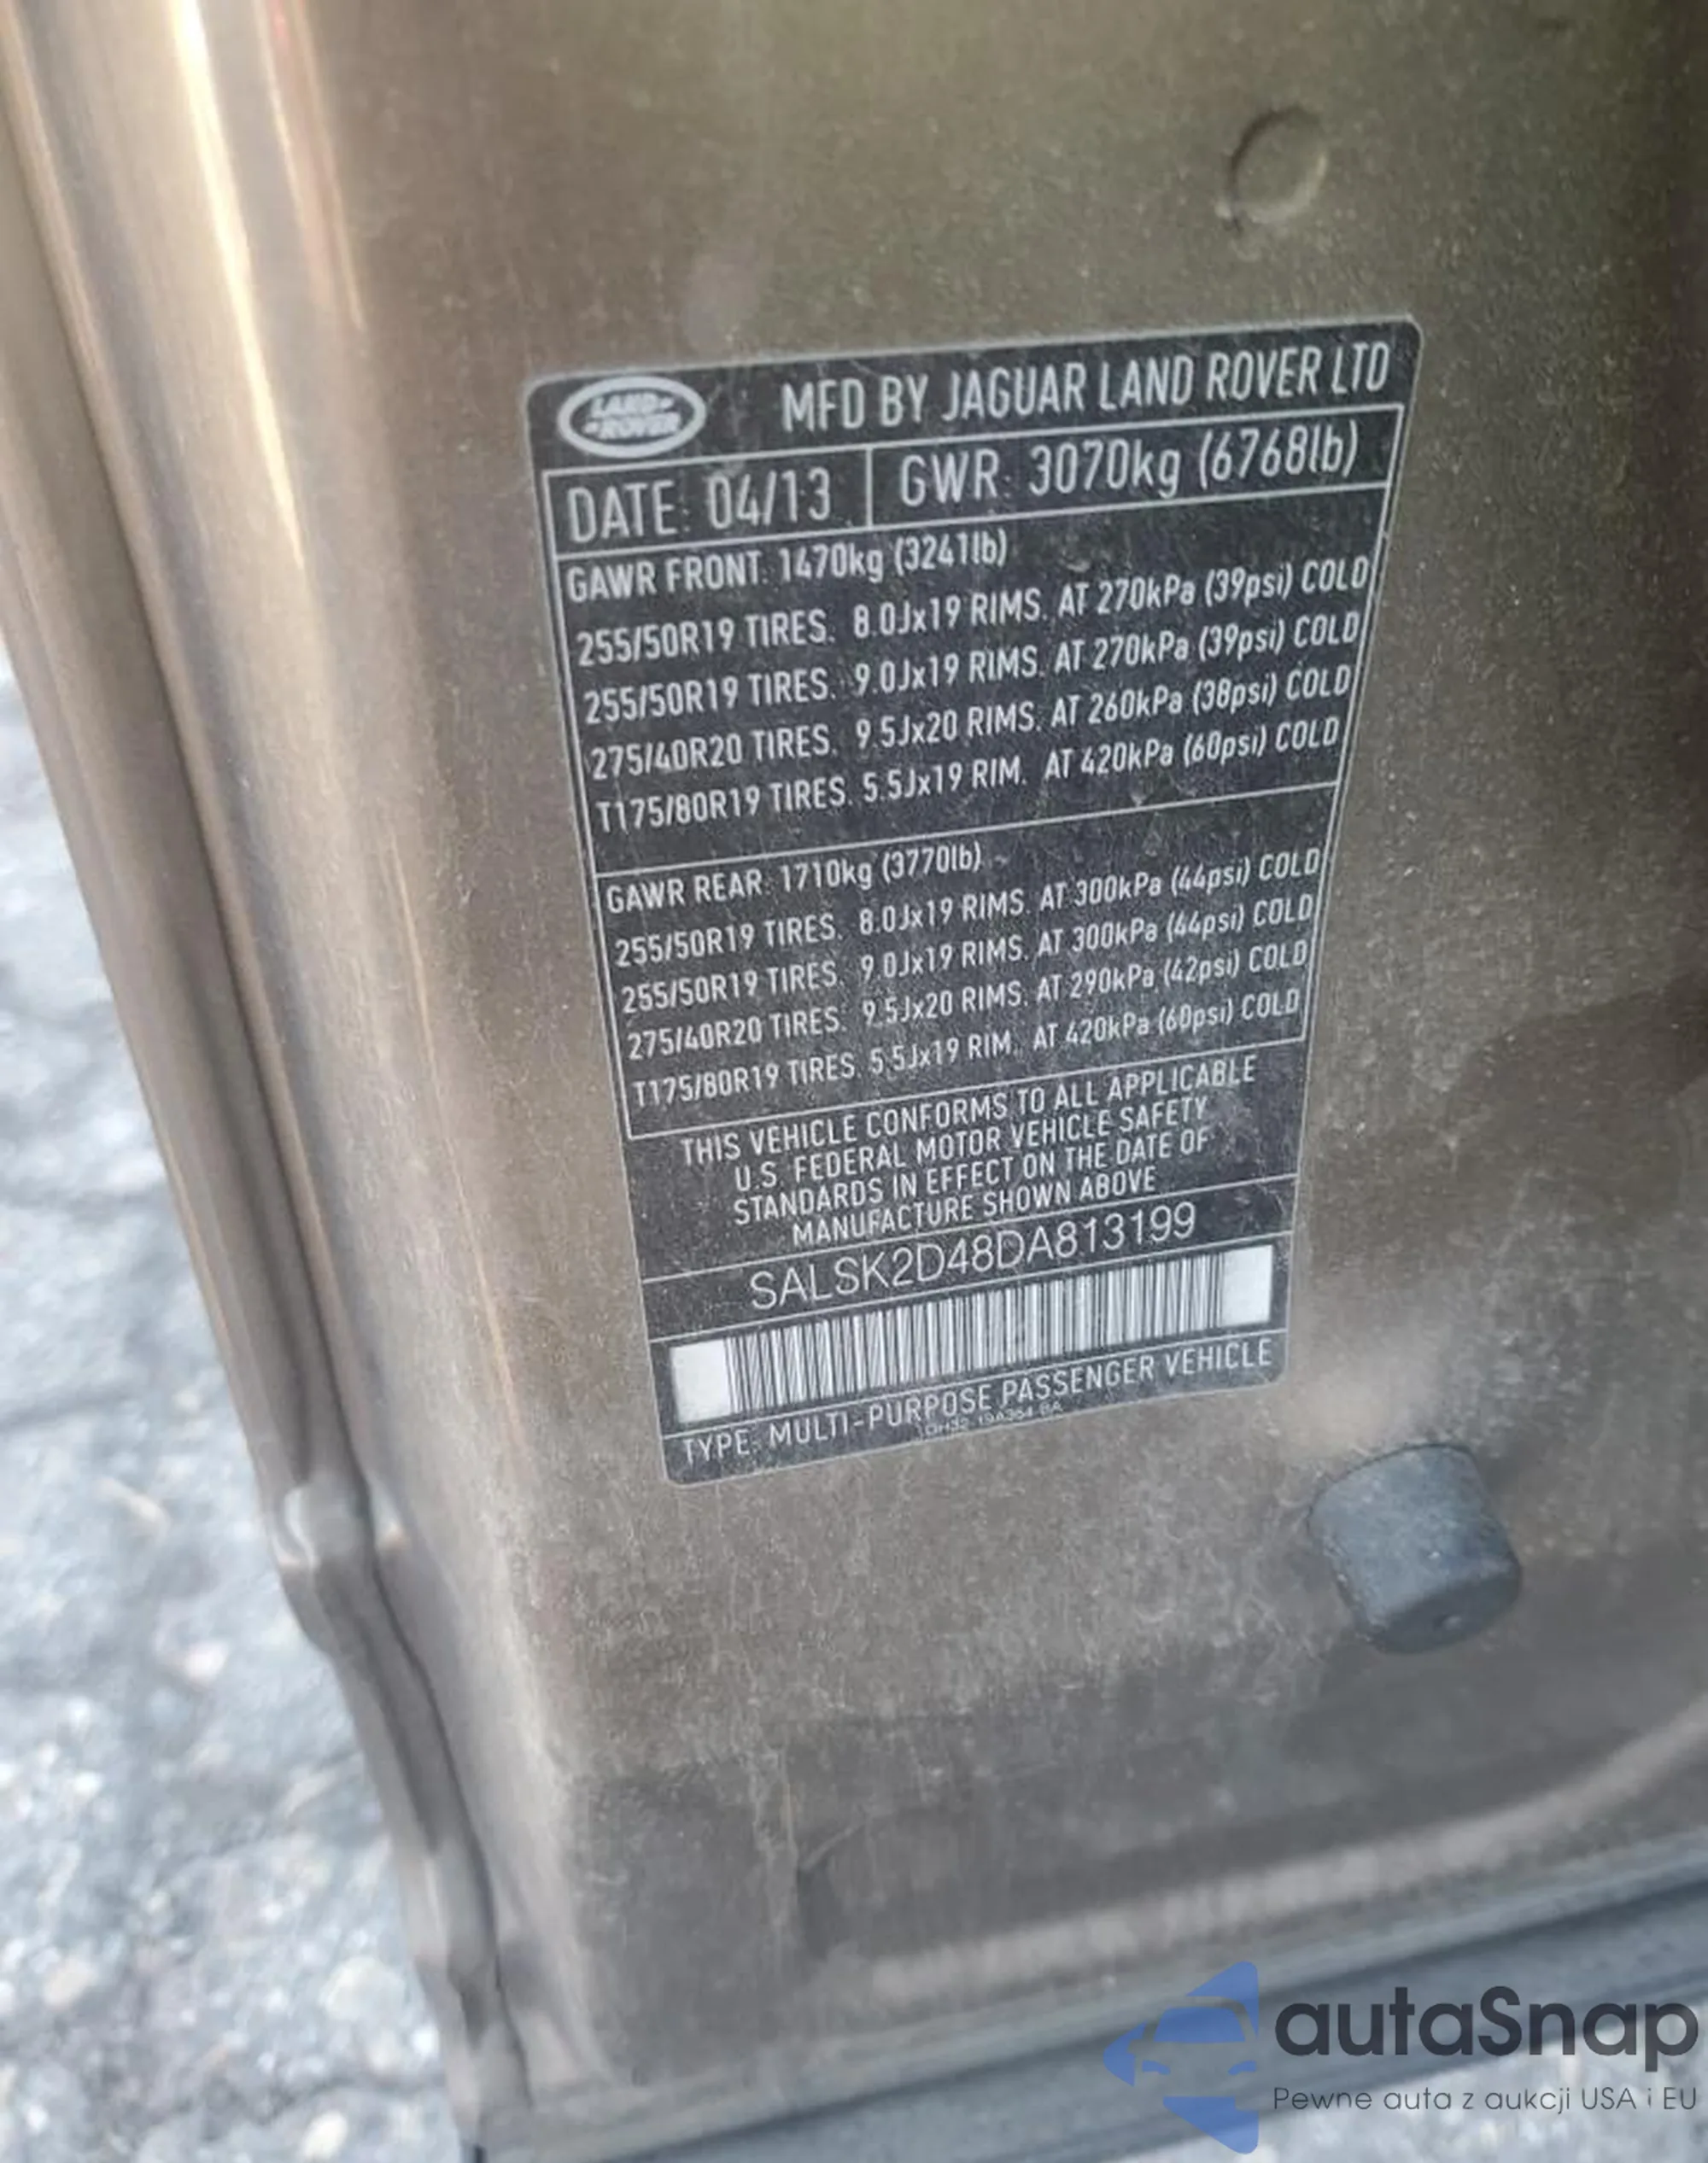 LAND-
-ROVER
MFD BY JAGUAR LAND ROVER LTD
DATE: 04/13 GWR: 3070kg (6768lb)
GAWR FRONT: 1470kg (3241lb)
255/50R19 TIRES. 8.0Jx19 RIMS. AT 270kPa (39psi) COLD
255/50R19 TIRES. 9.0Jx19 RIMS. AT 270kPa (39psi) COLD
275/40R20 TIRES. 9.5Jx20 RIMS. AT 260kPa (38psi) COLD
T175/80R19 TIRES. 5.5Jx19 RIM. AT 420kPa (60psi) COLD
GAWR REAR: 1710kg (3770lb)
255/50R19 TIRES. 8.0Jx19 RIMS. AT 300kPa (44psi) COLD
255/50R19 TIRES. 9.0Jx19 RIMS. AT 300kPa (44psi) COLD
275/40R20 TIRES. 9.5Jx20 RIMS. AT 290kPa (42psi) COLD
T175/80R19 TIRES. 5.5Jx19 RIM. AT 420kPa (60psi) COLD
THIS VEHICLE CONFORMS TO ALL APPLICABLE
U.S. FEDERAL MOTOR VEHICLE SAFETY
STANDARDS IN EFFECT ON THE DATE OF
MANUFACTURE SHOWN ABOVE
SALSK2D48DA813199
TYPE: MULTI-PURPOSE PASSENGER VEHICLE
autaSnap
Pewne auta z aukcji USA i EU